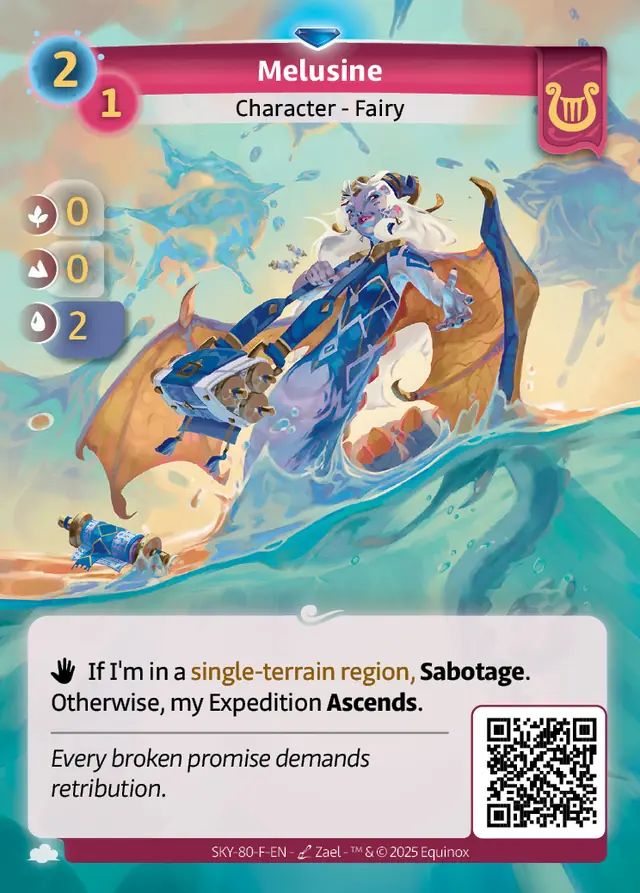 2
Melusine
1
Character - Fairy
0
0
2
If I'm in a single-terrain region, Sabotage.
Otherwise, my Expedition Ascends.
Every broken promise demands
retribution.
SKY-80-F-EN - Zael - ™ & © 2025 Equinox